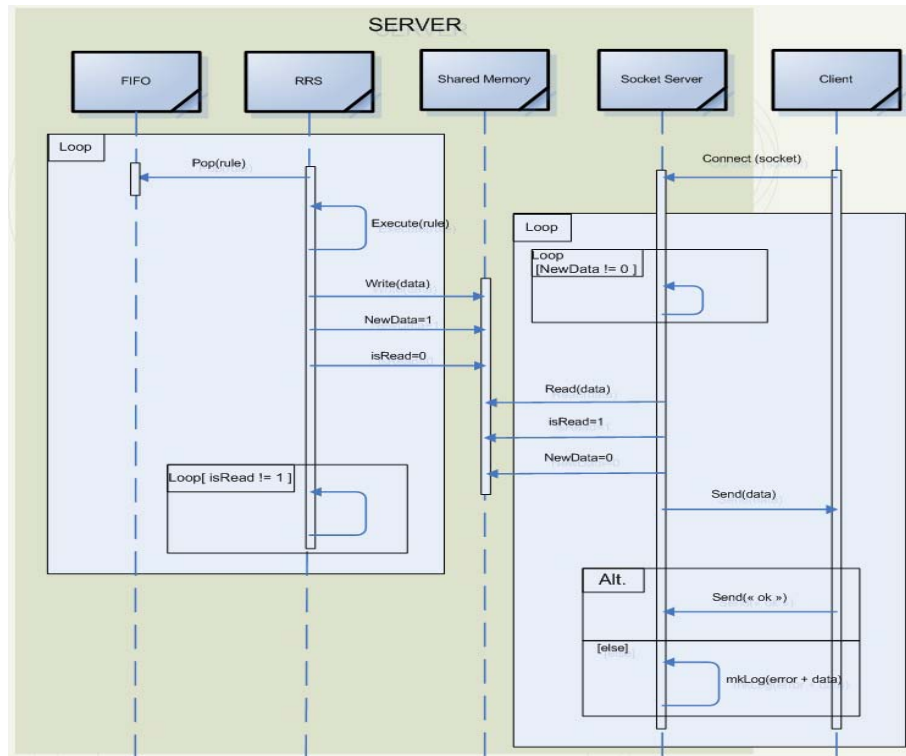 SERVER
FIFO
RRS
Shared Memory
Socket Server
Client
Loop
Pop(rule)
Connect (socket)
Execute(rule)
Loop
Loop
[NewData != 0 ]
Write(data)
NewData=1
isRead=0
Read(data)
isRead=1
NewData=0
Loop[ isRead != 1 ]
Send(data)
Alt.
Send(« ok »)
[else]
mkLog(error + data)